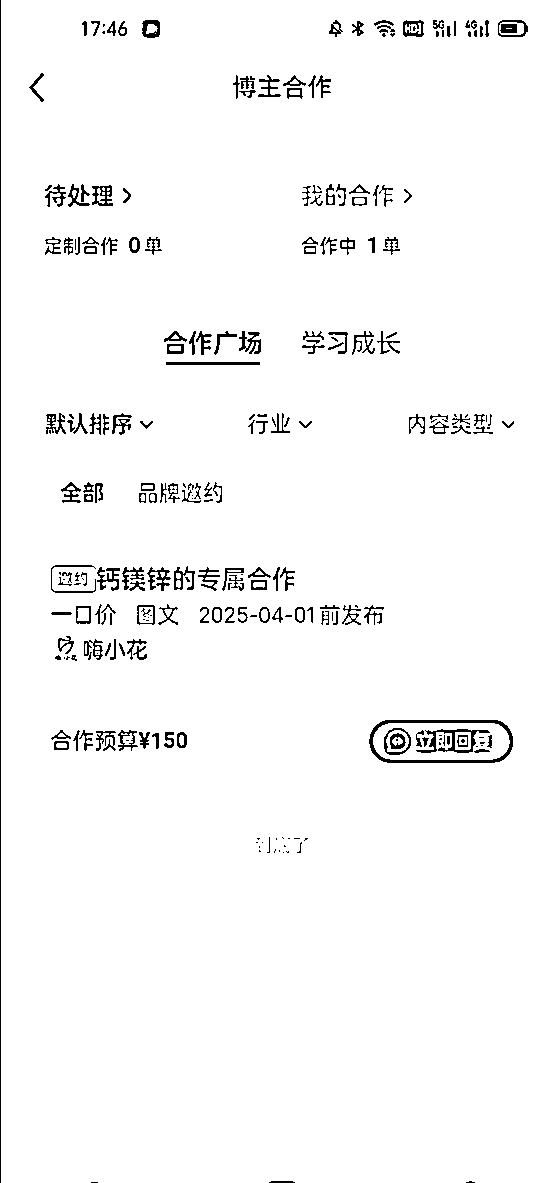 17:46 HD 5G 4G
博主合作
待处理 我的合作
定制合作 0单 合作中 1单
合作广场 学习成长
默认排序 行业 内容类型
全部 品牌邀约
邀约 钙镁锌的专属合作
一口价 图文 2025-04-01前发布
嗨小花
合作预算¥150 立即回复
到底了